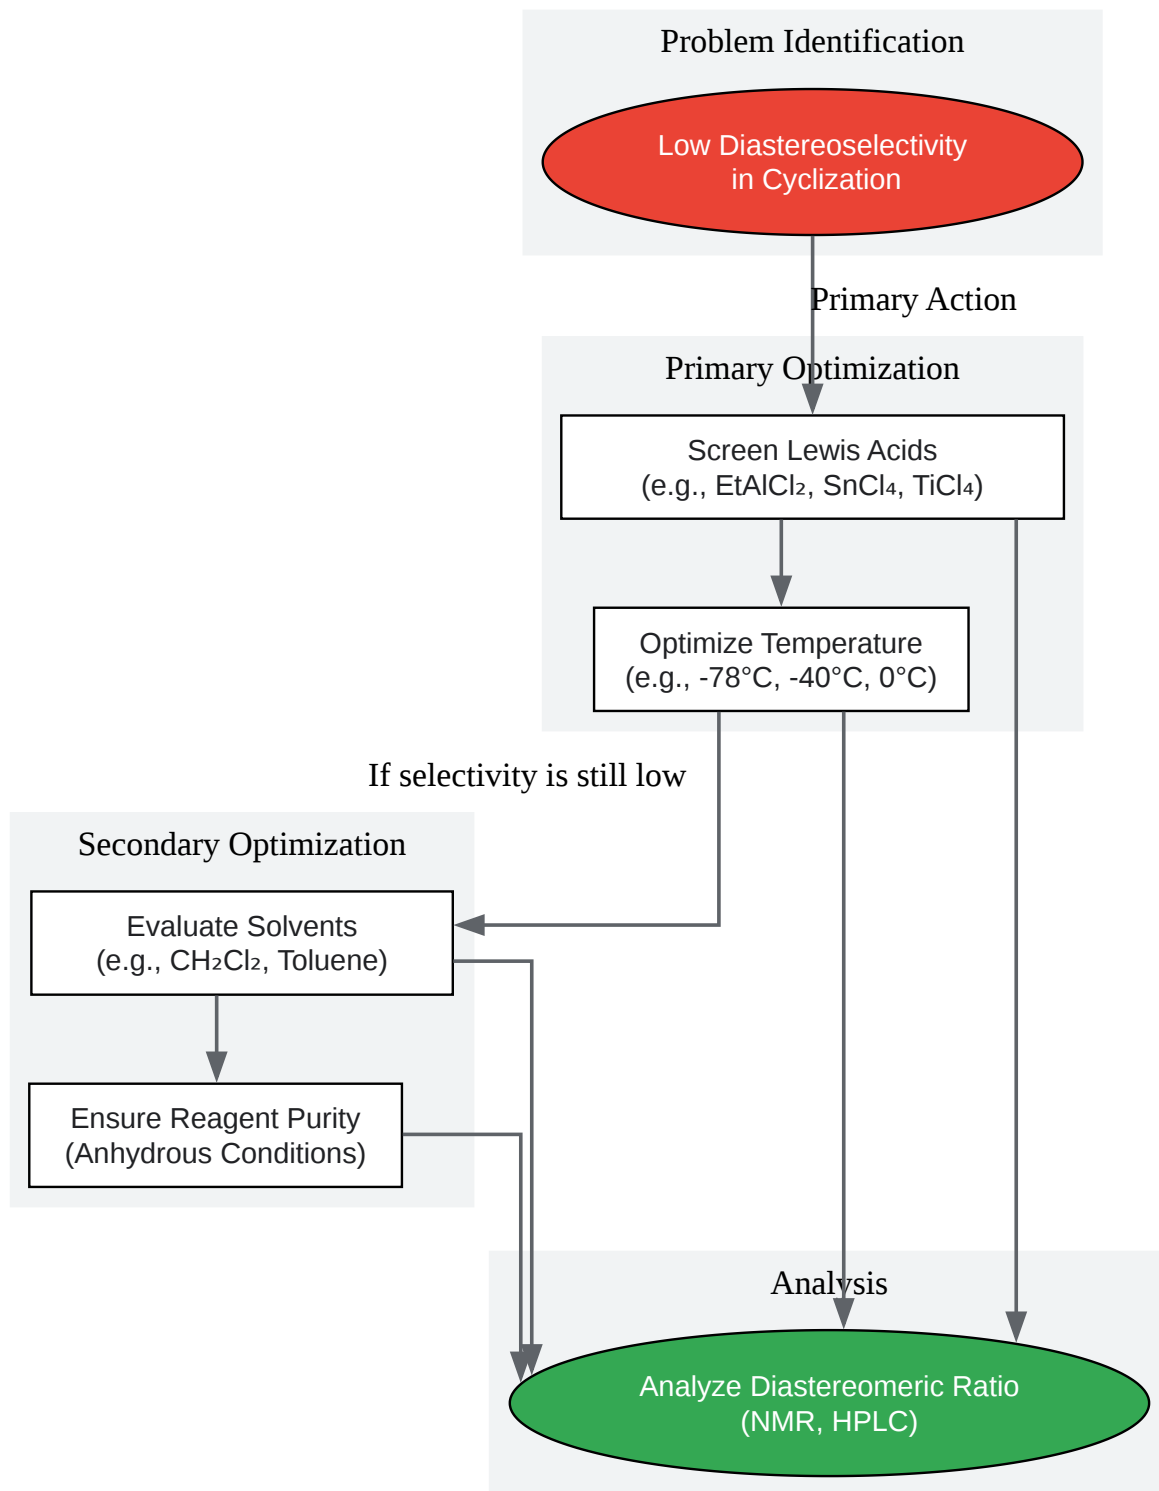 Problem Identification
Low Diastereoselectivity
in Cyclization
Primary Action
Primary Optimization
Screen Lewis Acids
(e.g., EtAlCl₂, SnCl₄, TiCl₄)
Optimize Temperature
(e.g., -78°C, -40°C, 0°C)
If selectivity is still low
Secondary Optimization
Evaluate Solvents
(e.g., CH₂Cl₂, Toluene)
Ensure Reagent Purity
(Anhydrous Conditions)
Analysis
Analyze Diastereomeric Ratio
(NMR, HPLC)